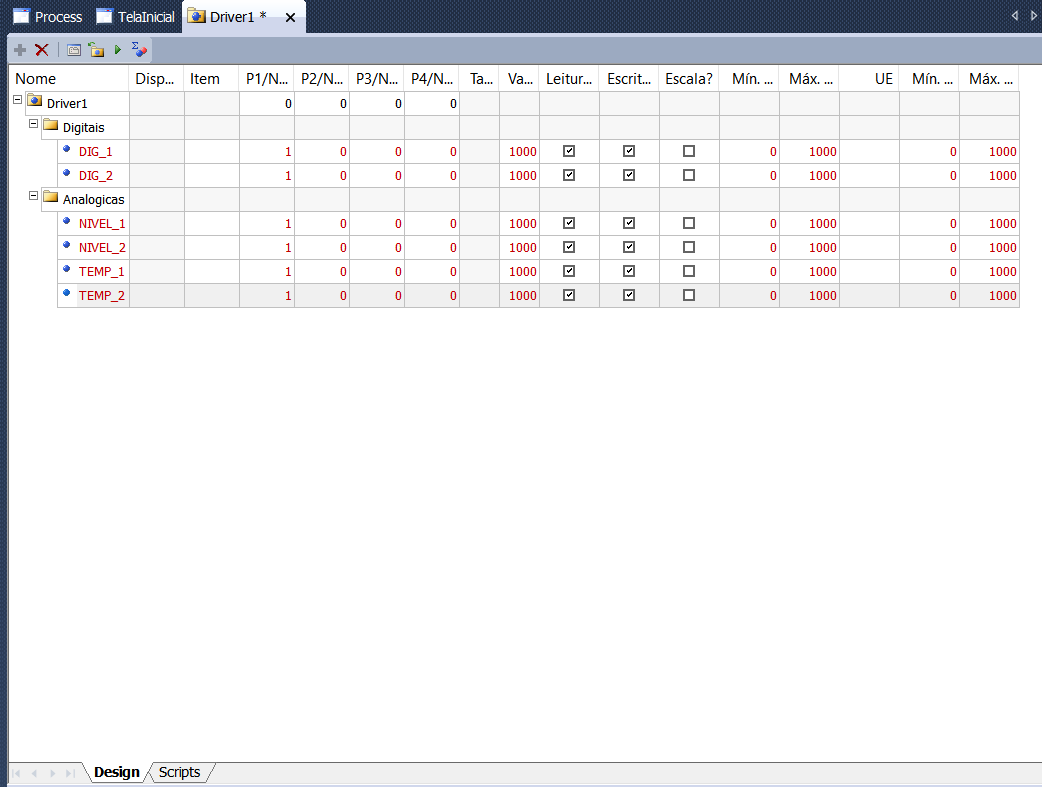 Process TelaInicial Driver1 *
Nome Disp... Item P1/N... P2/N... P3/N... P4/N... Ta... Va... Leitur... Escrit... Escala? Mín. ... Máx. ... UE Mín. ... Máx. ...
Driver1 0 0 0 0
Digitais
DIG_1 1 0 0 0 1000 0 1000 0 1000
DIG_2 1 0 0 0 1000 0 1000 0 1000
Analogicas
NIVEL_1 1 0 0 0 1000 0 1000 0 1000
NIVEL_2 1 0 0 0 1000 0 1000 0 1000
TEMP_1 1 0 0 0 1000 0 1000 0 1000
TEMP_2 1 0 0 0 1000 0 1000 0 1000
Design Scripts